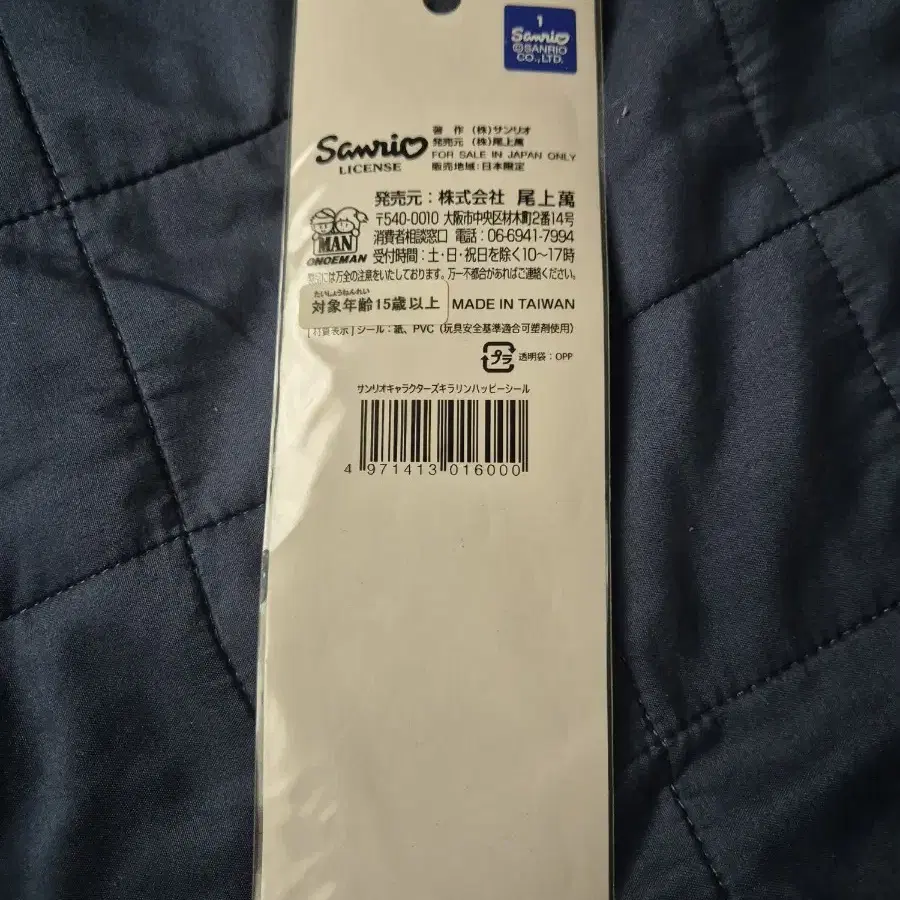 1
Sanrio
©SANRIO
CO., LTD.
Sanrio
LICENSE
著 作 (株)サンリオ
発売元 (株)尾上萬
FOR SALE IN JAPAN ONLY
販売地域:日本限定
MAN
ONOEMAN
発売元:株式会社 尾上萬
〒540-0010 大阪市中央区材木町2番14号
消費者相談窓口 電話:06-6941-7994
受付時間:土・日・祝日を除く10~17時
には万全の注意をいたしております。万一不都合があればご連絡ください。
たいしょうねんれい
対象年齢15歳以上 MADE IN TAIWAN
[材質表示]シール:紙、PVC(玩具安全基準適合可塑剤使用)
プラ 透明袋:OPP
サンリオキャラクターズキラリンハッピーシール
4 971413 016000